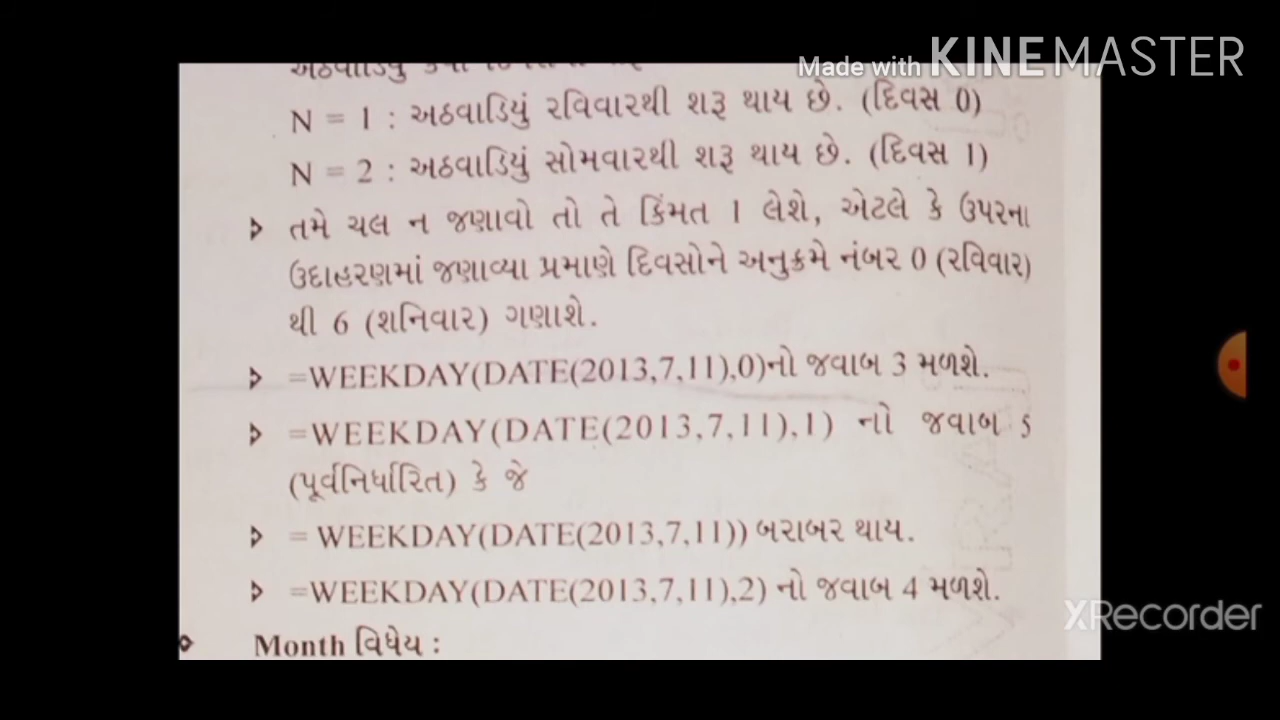 Made with KINEMASTER
અઠવાડિયું
N = 1 : અઠવાડિયું રવિવારથી શરૂ થાય છે. (દિવસ 0)
N = 2 : અઠવાડિયું સોમવારથી શરૂ થાય છે. (દિવસ 1)
તમે ચલ ન જણાવો તો તે કિંમત 1 લેશે, એટલે કે ઉપરના
ઉદાહરણમાં જણાવ્યા પ્રમાણે દિવસોને અનુક્રમે નંબર 0 (રવિવાર)
થી 6 (શનિવાર) ગણાશે.
=WEEKDAY(DATE(2013,7,11),0)નો જવાબ 3 મળશે.
=WEEKDAY(DATE(2013,7,11),1) નો જવાબ 5
(પૂર્વનિર્ધારિત) કે જે
= WEEKDAY(DATE(2013,7,11)) બરાબર થાય.
=WEEKDAY(DATE(2013,7,11),2) નો જવાબ 4 મળશે.
XRecorder
Month વિધેય :